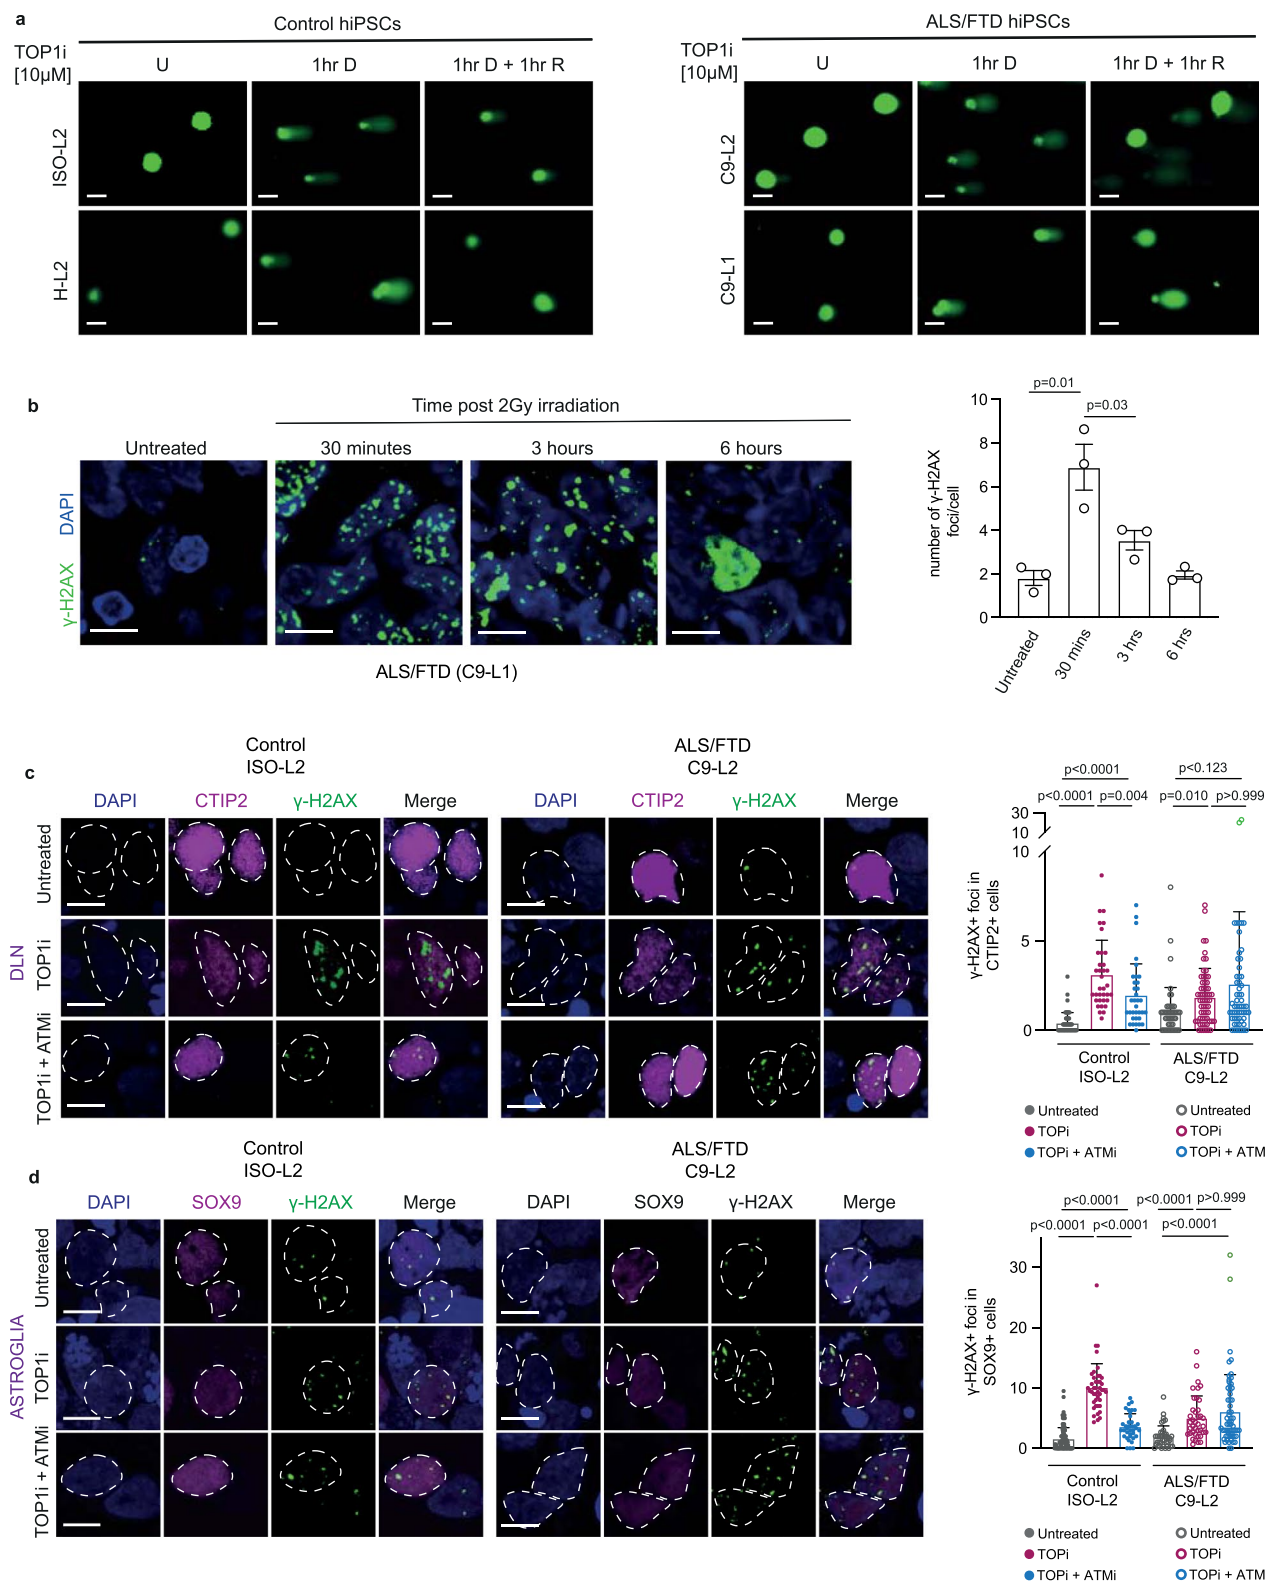 a
Control hiPSCs
ALS/FTD hiPSCs
TOP1i
[10µM]
U
1hr D
1hr D + 1hr R
TOP1i
[10µM]
U
1hr D
1hr D + 1hr R
ISO-L2
H-L2
C9-L2
C9-L1
b
Time post 2Gy irradiation
Untreated
30 minutes
3 hours
6 hours
γ-H2AX DAPI
ALS/FTD (C9-L1)
p=0.01
p=0.03
number of γ-H2AX
foci/cell
10
8
6
4
2
0
Untreated
30 mins
3 hrs
6 hrs
c
Control
ISO-L2
ALS/FTD
C9-L2
DAPI
CTIP2
γ-H2AX
Merge
DAPI
CTIP2
γ-H2AX
Merge
DLN
Untreated
TOP1i
TOP1i + ATMi
p<0.0001
p<0.123
p<0.0001
p=0.004
p=0.010
p>0.999
γ-H2AX+ foci in
CTIP2+ cells
30
10
10
5
0
Control
ISO-L2
ALS/FTD
C9-L2
Untreated
TOPi
TOPi + ATMi
Untreated
TOPi
TOPi + ATM
d
Control
ISO-L2
ALS/FTD
C9-L2
DAPI
SOX9
γ-H2AX
Merge
DAPI
SOX9
γ-H2AX
Merge
ASTROGLIA
Untreated
TOP1i
TOP1i + ATMi
p<0.0001
p<0.0001
p>0.999
p<0.0001
p<0.0001
p<0.0001
γ-H2AX+ foci in
SOX9+ cells
30
20
10
0
Control
ISO-L2
ALS/FTD
C9-L2
Untreated
TOPi
TOPi + ATMi
Untreated
TOPi
TOPi + ATM